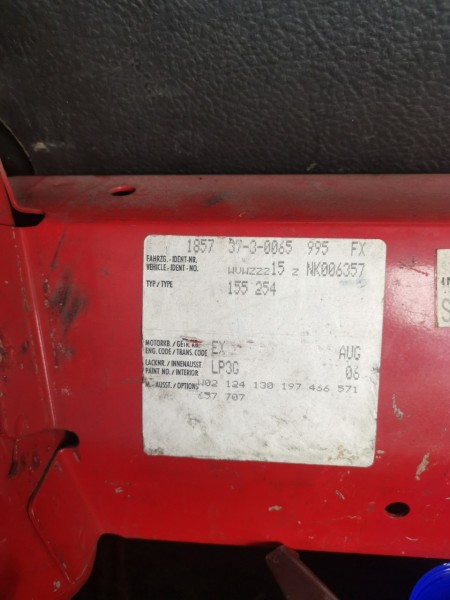 1857 37-3-0065 995 FX
FAHRZG.-IDENT-NR.
VEHICLE-IDENT-NO. WVWZZZ15 Z NK006357
TYP / TYPE 155 254
MOTORKB. / GETR. KB.
ENG. CODE / TRANS. CODE EX AUG
LACKNR. / INNENAUSST.
PAINT NO. / INTERIOR LP3G 06
M. AUSST. / OPTIONS W02 124 130 197 466 571
657 707